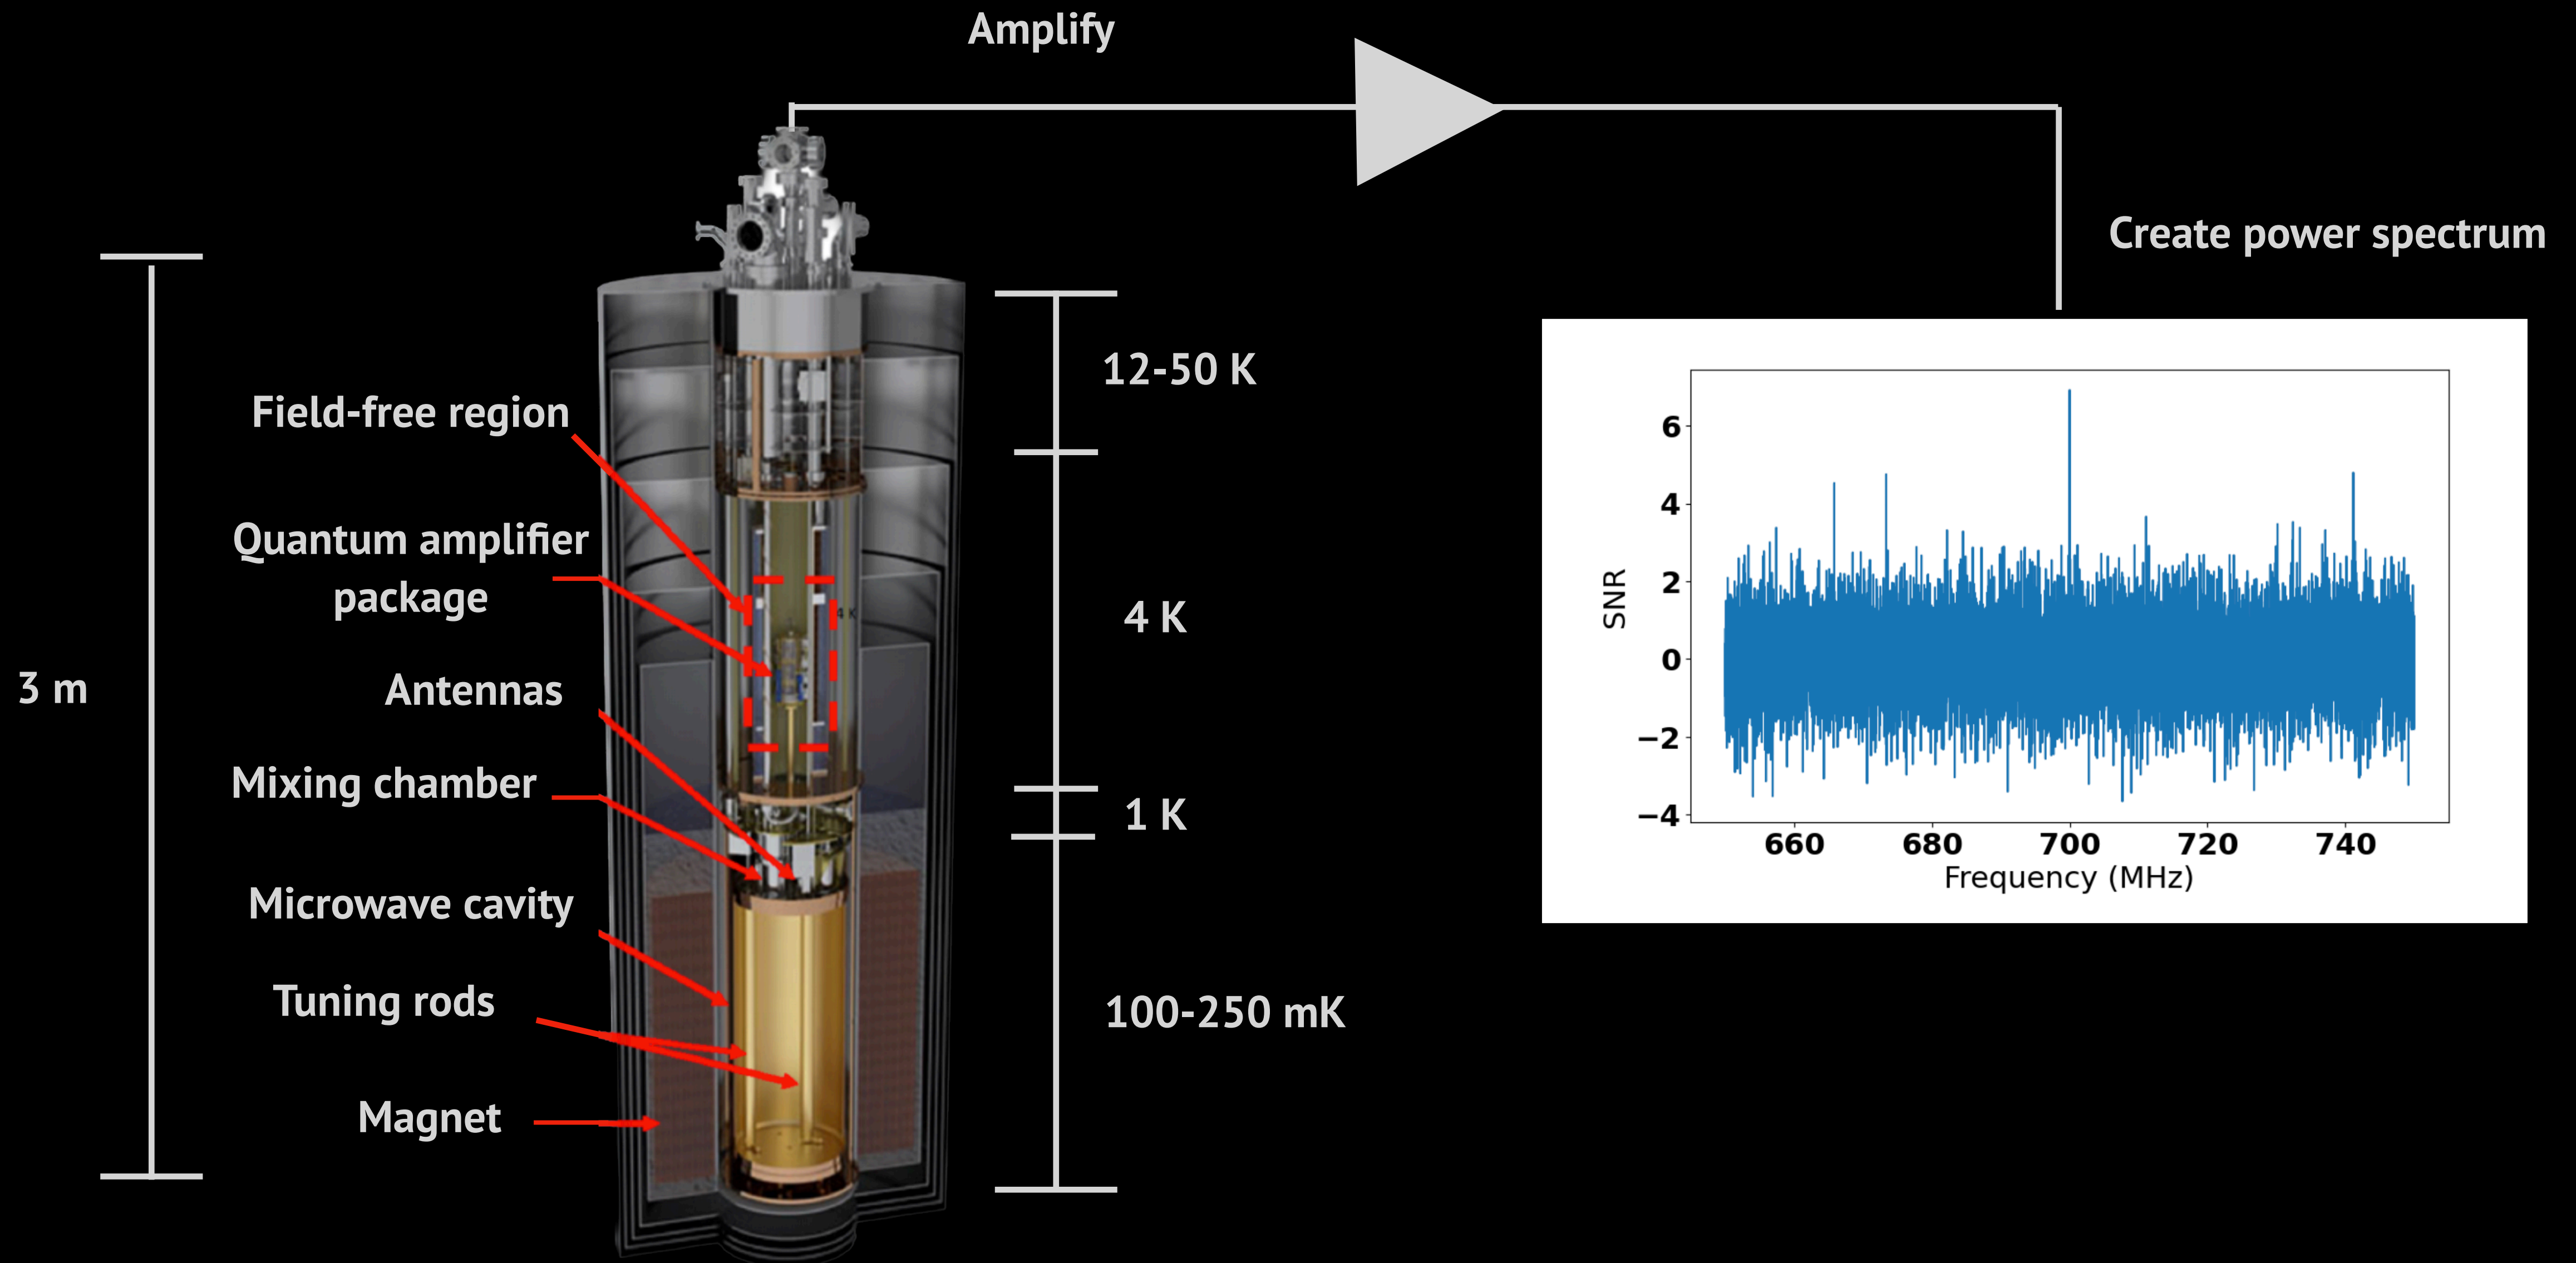 Amplify
Create power spectrum
3 m
Field-free region
Quantum amplifier
package
Antennas
Mixing chamber
Microwave cavity
Tuning rods
Magnet
12-50 K
4 K
4 K
1 K
100-250 mK
SNR
6
4
2
0
−2
−4
660 680 700 720 740
Frequency (MHz)